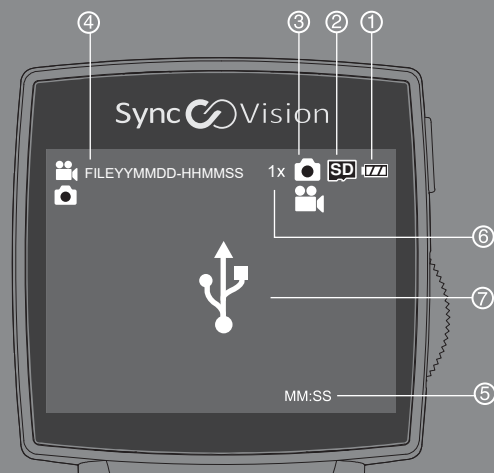 ④ ③ ② ①
Sync Vision
FILEYYMMDD-HHMMSS 1x SD
⑥
⑦
MM:SS ⑤